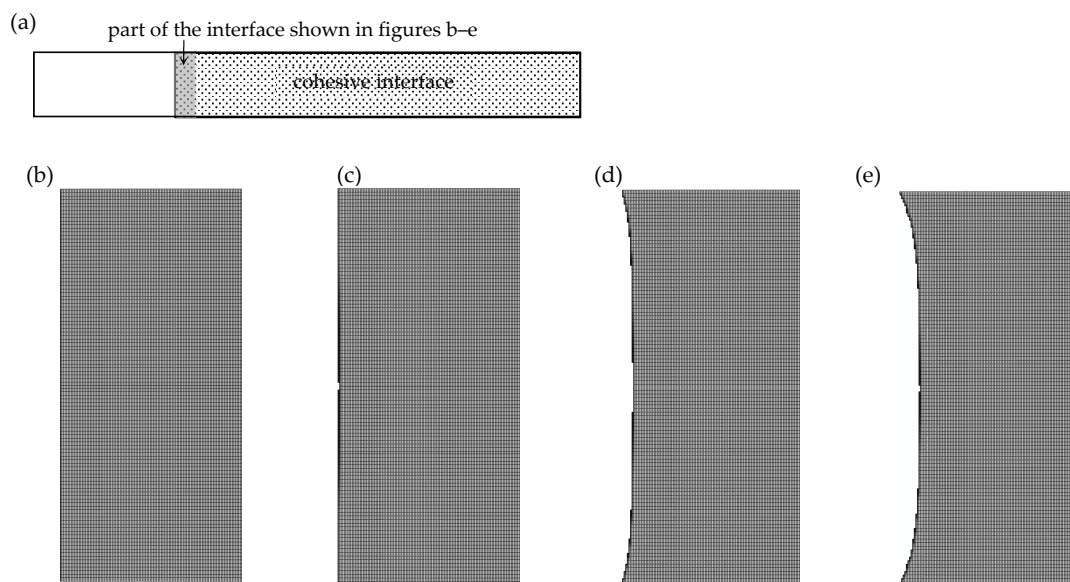 (a)
part of the interface shown in figures b–e
cohesive interface
(b)
(c)
(d)
(e)